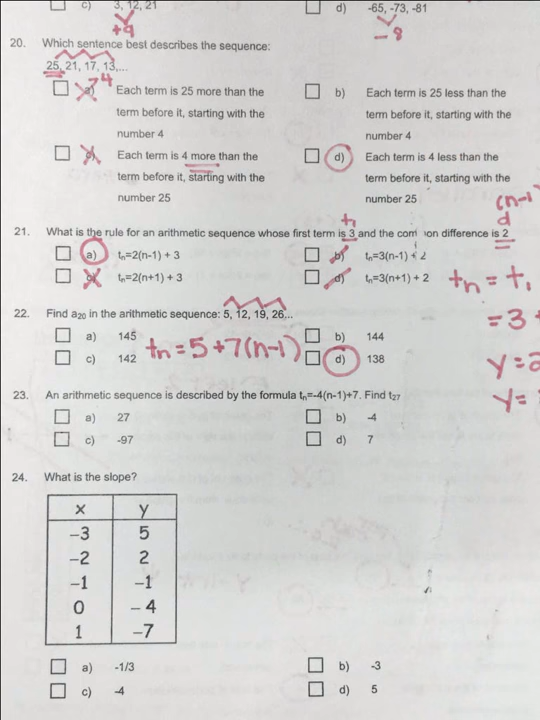 c) 3, 12, 21 d) -65, -73, -81
+9 -8
20. Which sentence best describes the sequence:
25, 21, 17, 13,...
a) Each term is 25 more than the b) Each term is 25 less than the
term before it, starting with the term before it, starting with the
number 4 number 4
c) Each term is 4 more than the d) Each term is 4 less than the
term before it, starting with the term before it, starting with the
number 25 number 25
(n-1
t₁ d
21. What is the rule for an arithmetic sequence whose first term is 3 and the common difference is 2
a) tₙ=2(n-1) + 3 b) tₙ=3(n-1) + 2
c) tₙ=2(n+1) + 3 d) tₙ=3(n+1) + 2
tₙ = t₁
= 3 +
22. Find a₂₀ in the arithmetic sequence: 5, 12, 19, 26...
a) 145 b) 144
c) 142 d) 138
tₙ = 5 + 7(n-1)
y = 2
y =
23. An arithmetic sequence is described by the formula tₙ=-4(n-1)+7. Find t₂₇
a) 27 b) -4
c) -97 d) 7
24. What is the slope?
x y
-3 5
-2 2
-1 -1
0 -4
1 -7
a) -1/3 b) -3
c) -4 d) 5